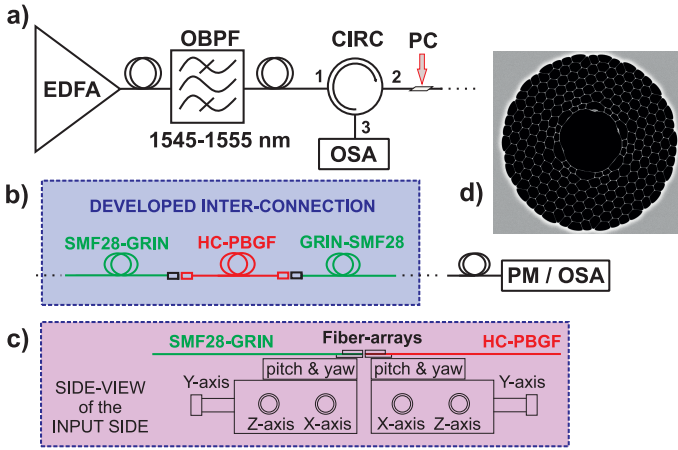 a)
OBPF
CIRC
PC
EDFA
1
2
3
1545-1555 nm
OSA
b)
DEVELOPED INTER-CONNECTION
d)
SMF28-GRIN
HC-PBGF
GRIN-SMF28
PM / OSA
c)
SMF28-GRIN
Fiber-arrays
HC-PBGF
pitch & yaw
pitch & yaw
SIDE-VIEW
of the
INPUT SIDE
Y-axis
Y-axis
Z-axis
X-axis
X-axis
Z-axis